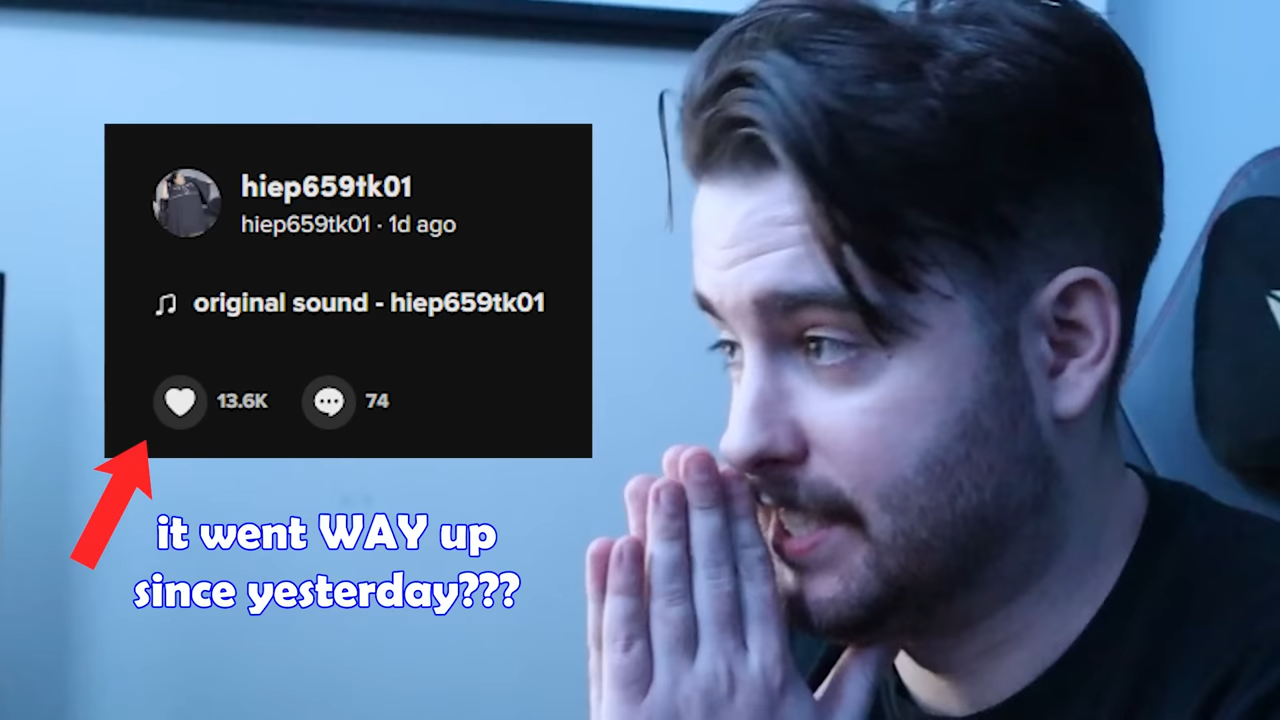 hiep659tk01
hiep659tk01 · 1d ago
original sound - hiep659tk01
13.6K
74
it went WAY up
since yesterday???